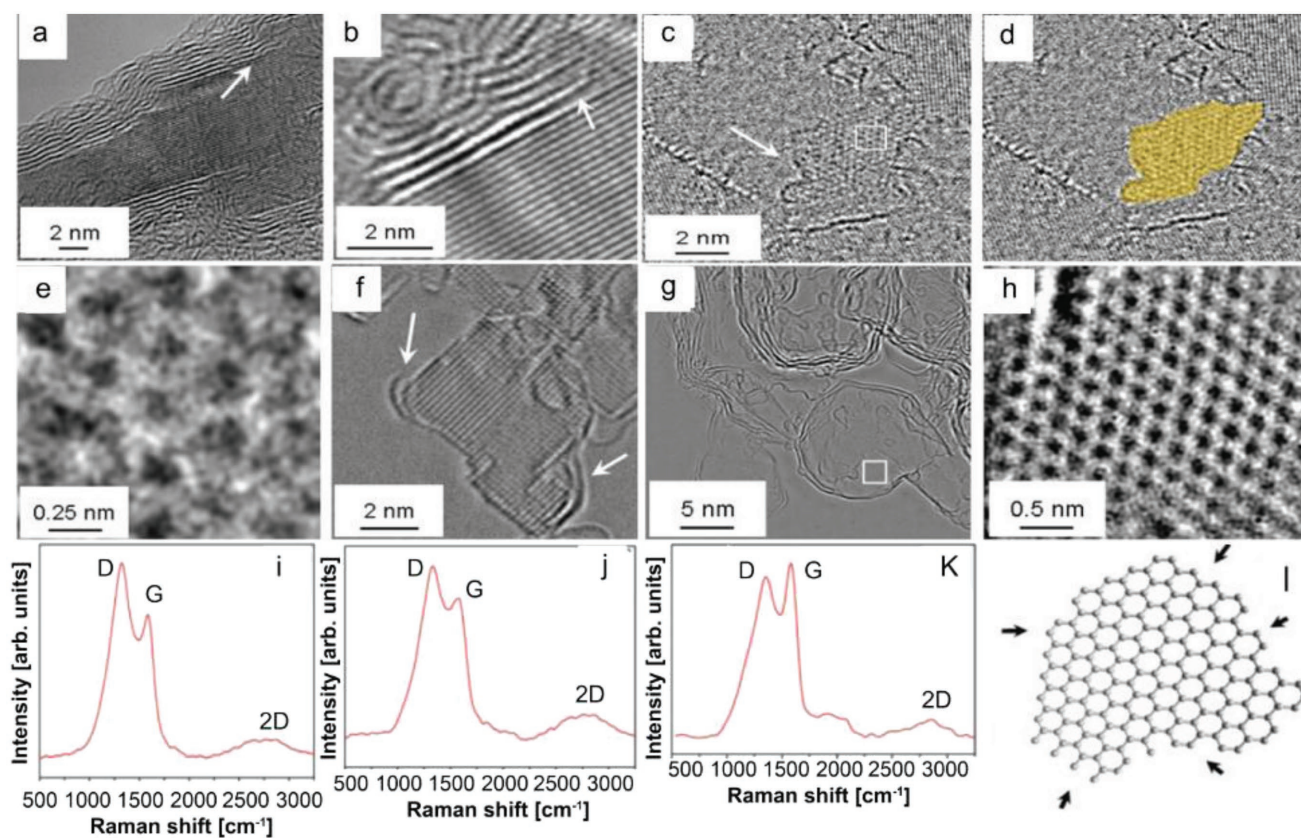 a
b
c
d
2 nm
2 nm
2 nm
e
f
g
h
0.25 nm
2 nm
5 nm
0.5 nm
D
G
2D
i
Intensity [arb. units]
500 1000 1500 2000 2500 3000
Raman shift [cm⁻¹]
D
G
2D
j
Intensity [arb. units]
500 1000 1500 2000 2500 3000
Raman shift [cm⁻¹]
D
G
2D
K
Intensity [arb. units]
500 1000 1500 2000 2500 3000
Raman shift [cm⁻¹]
l